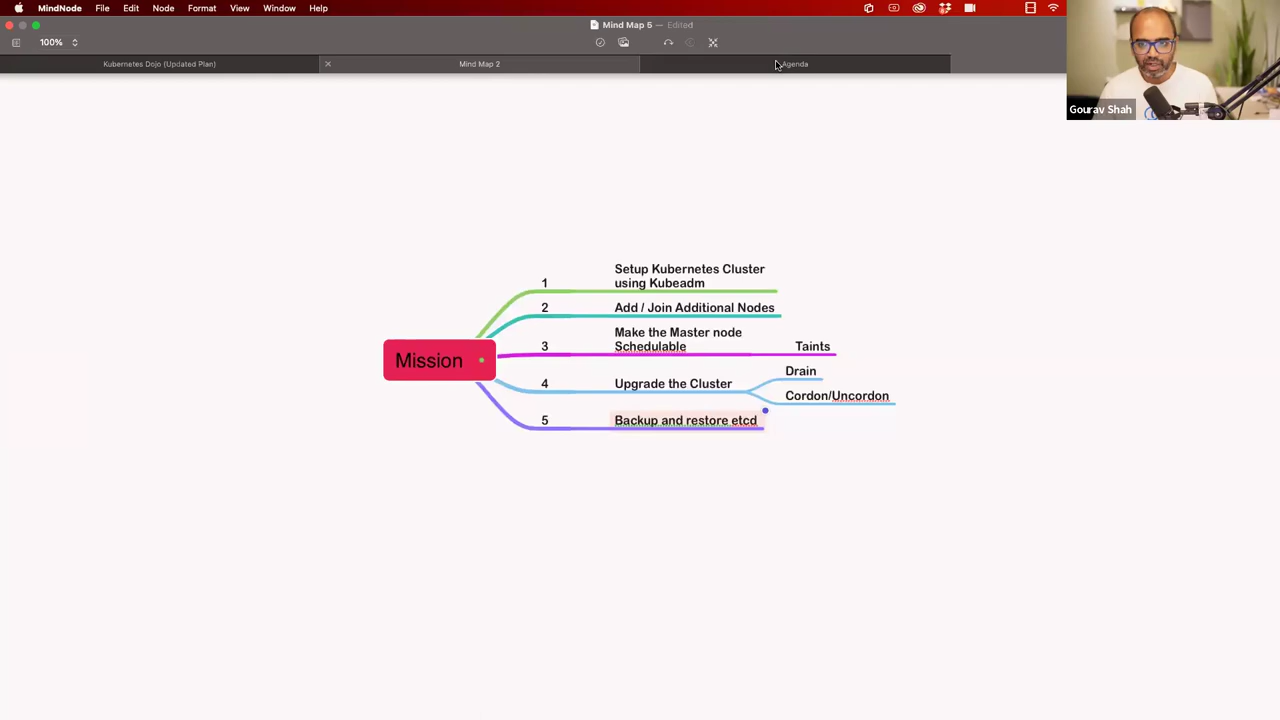 MindNode File Edit Node Format View Window Help
Mind Map 5 — Edited
100%
Kubernetes Dojo (Updated Plan) Mind Map 2 Agenda
Gourav Shah
Mission
1 Setup Kubernetes Cluster
using Kubeadm
2 Add / Join Additional Nodes
3 Make the Master node
Schedulable
Taints
4 Upgrade the Cluster
Drain
Cordon/Uncordon
5 Backup and restore etcd